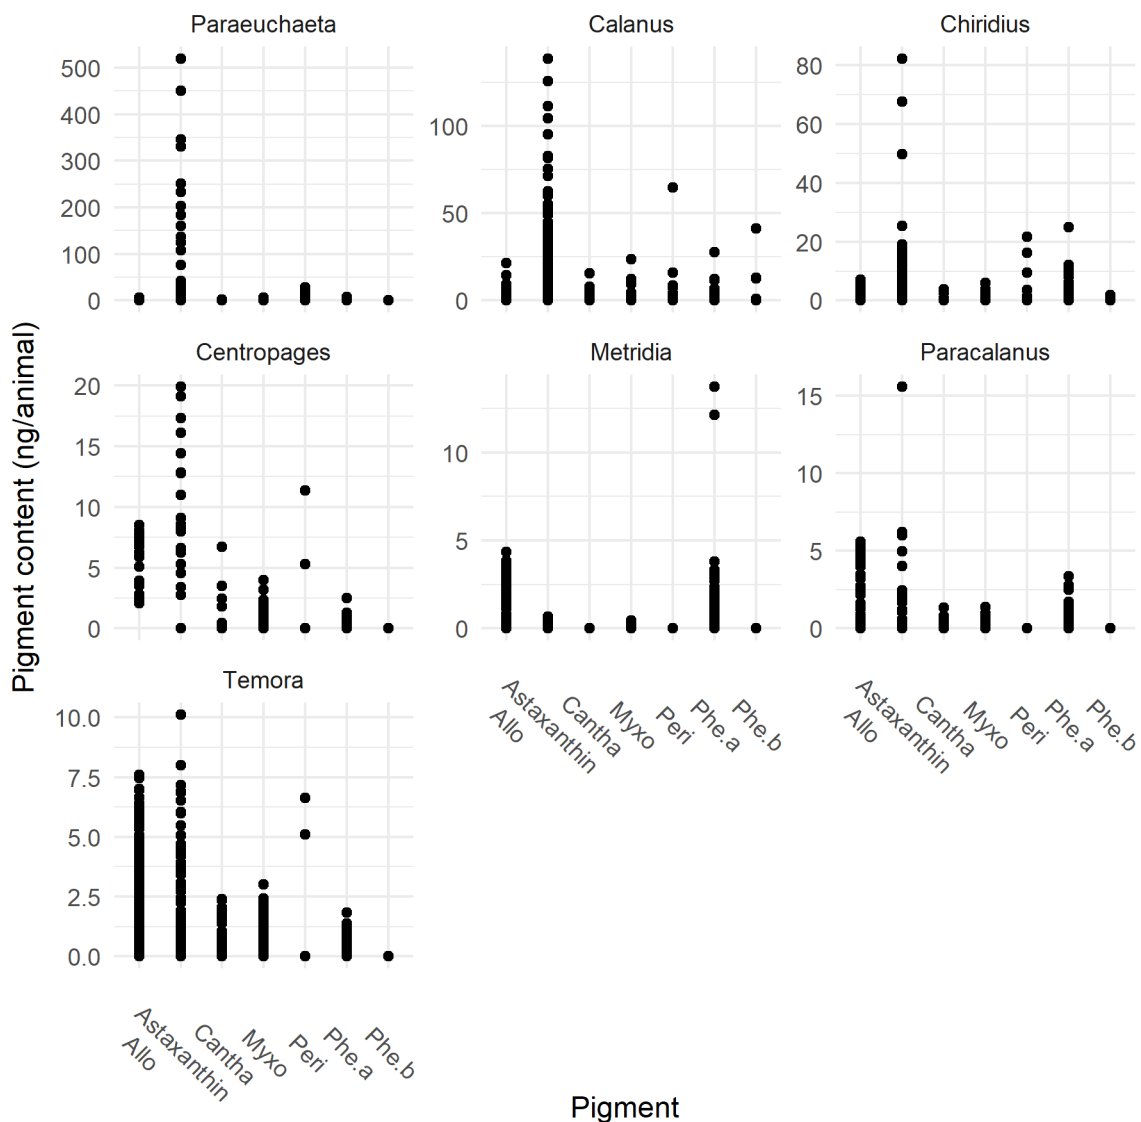 Paraeuchaeta
Calanus
Chiridius
500
400
300
200
100
0
100
50
0
80
60
40
20
0
Centropages
Metridia
Paracalanus
20
15
10
5
0
10
5
0
15
10
5
0
Temora
10.0
7.5
5.0
2.5
0.0
Allo
Astaxanthin
Cantha
Myxo
Peri
Phe.a
Phe.b
Allo
Astaxanthin
Cantha
Myxo
Peri
Phe.a
Phe.b
Allo
Astaxanthin
Cantha
Myxo
Peri
Phe.a
Phe.b
Pigment
Pigment content (ng/animal)